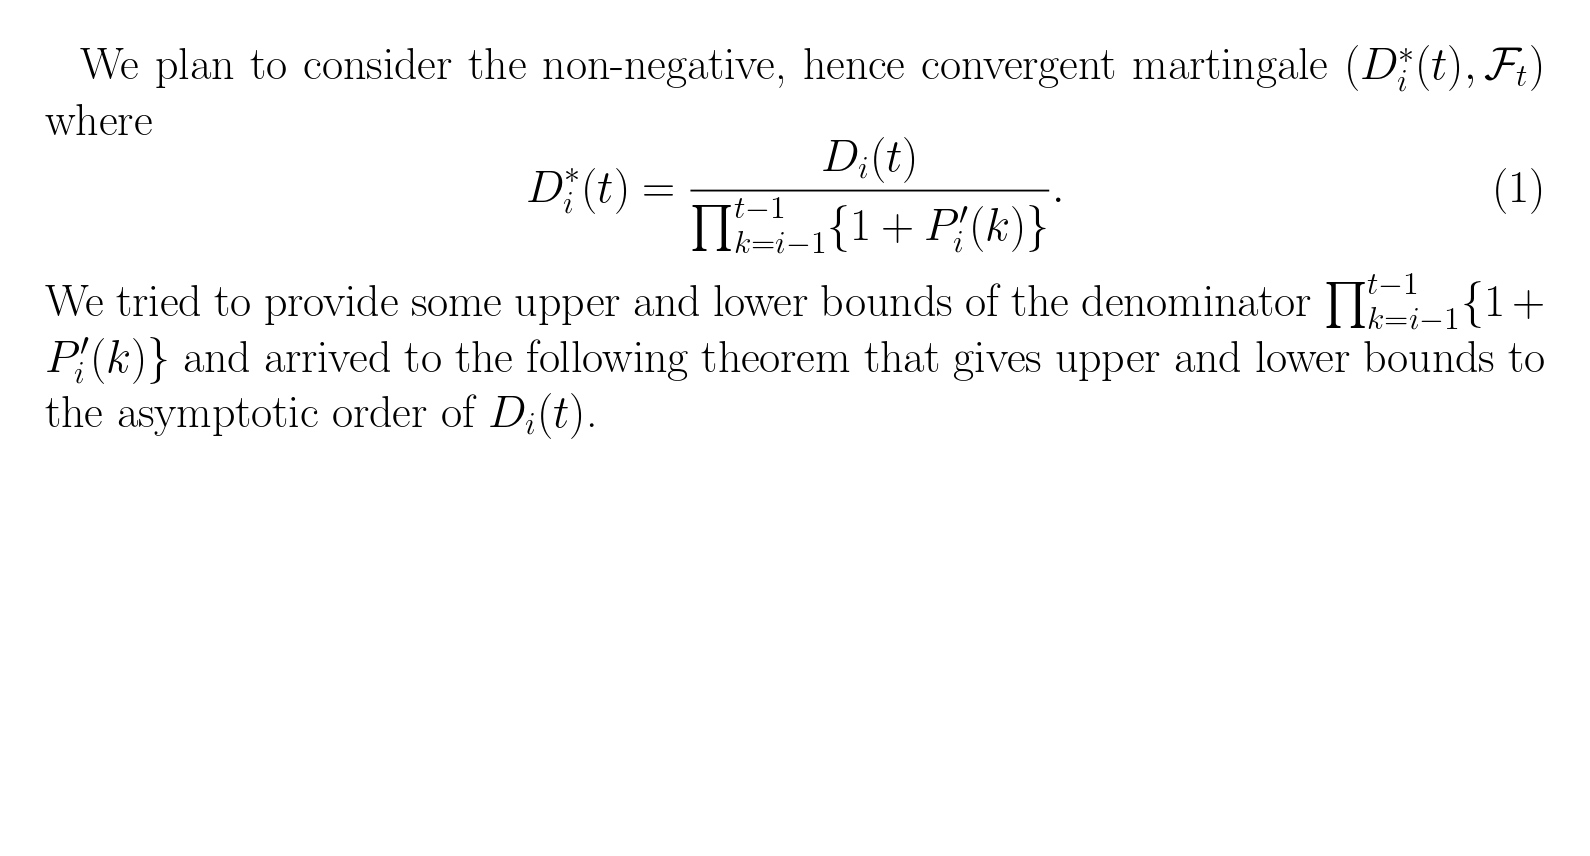 We plan to consider the non-negative, hence convergent martingale $(D_i^*(t), \mathcal{F}_t)$
where
$$D_i^*(t) = \frac{D_i(t)}{\prod_{k=i-1}^{t-1}\{1 + P_i'(k)\}}. \qquad (1)$$
We tried to provide some upper and lower bounds of the denominator $\prod_{k=i-1}^{t-1}\{1 +$
$P_i'(k)\}$ and arrived to the following theorem that gives upper and lower bounds to
the asymptotic order of $D_i(t)$.